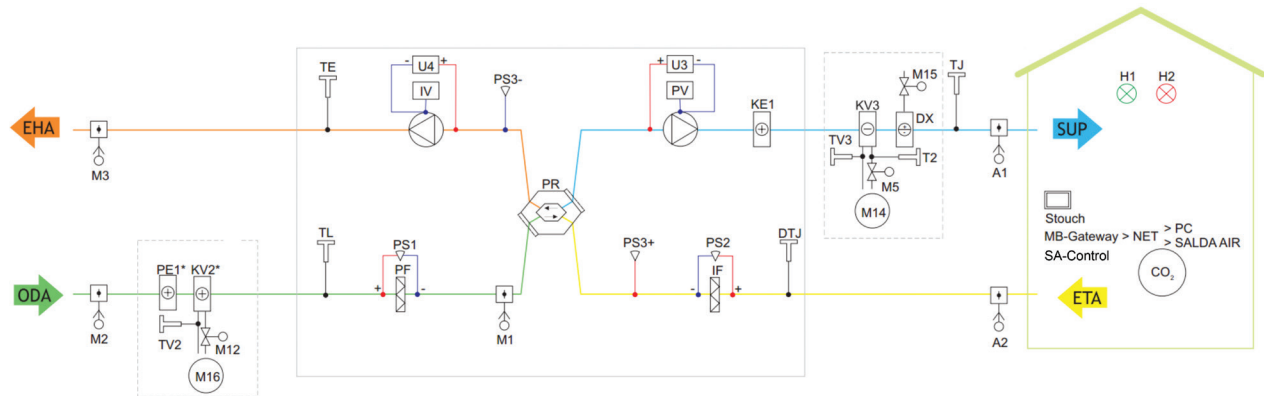 TE
- U4 +
IV
PS3-
+ U3 -
PV
KE1
KV3
M15
DX
TJ
H1 H2
EHA
SUP
M3
TV3
T2
M5
M14
A1
PR
Stouch
MB-Gateway > NET > PC
> SALDA AIR
SA-Control
CO2
TL
PS1
PF
+ -
PS3+
PS2
IF
- +
DTJ
PE1* KV2*
ODA
ETA
M2
TV2
M12
M16
M1
A2